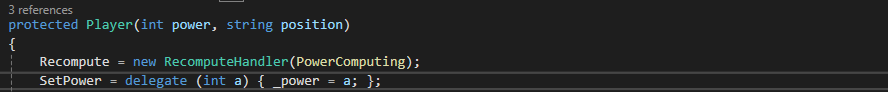 3 references
protected Player(int power, string position)
{
Recompute = new RecomputeHandler(PowerComputing);
SetPower = delegate (int a) { _power = a; };